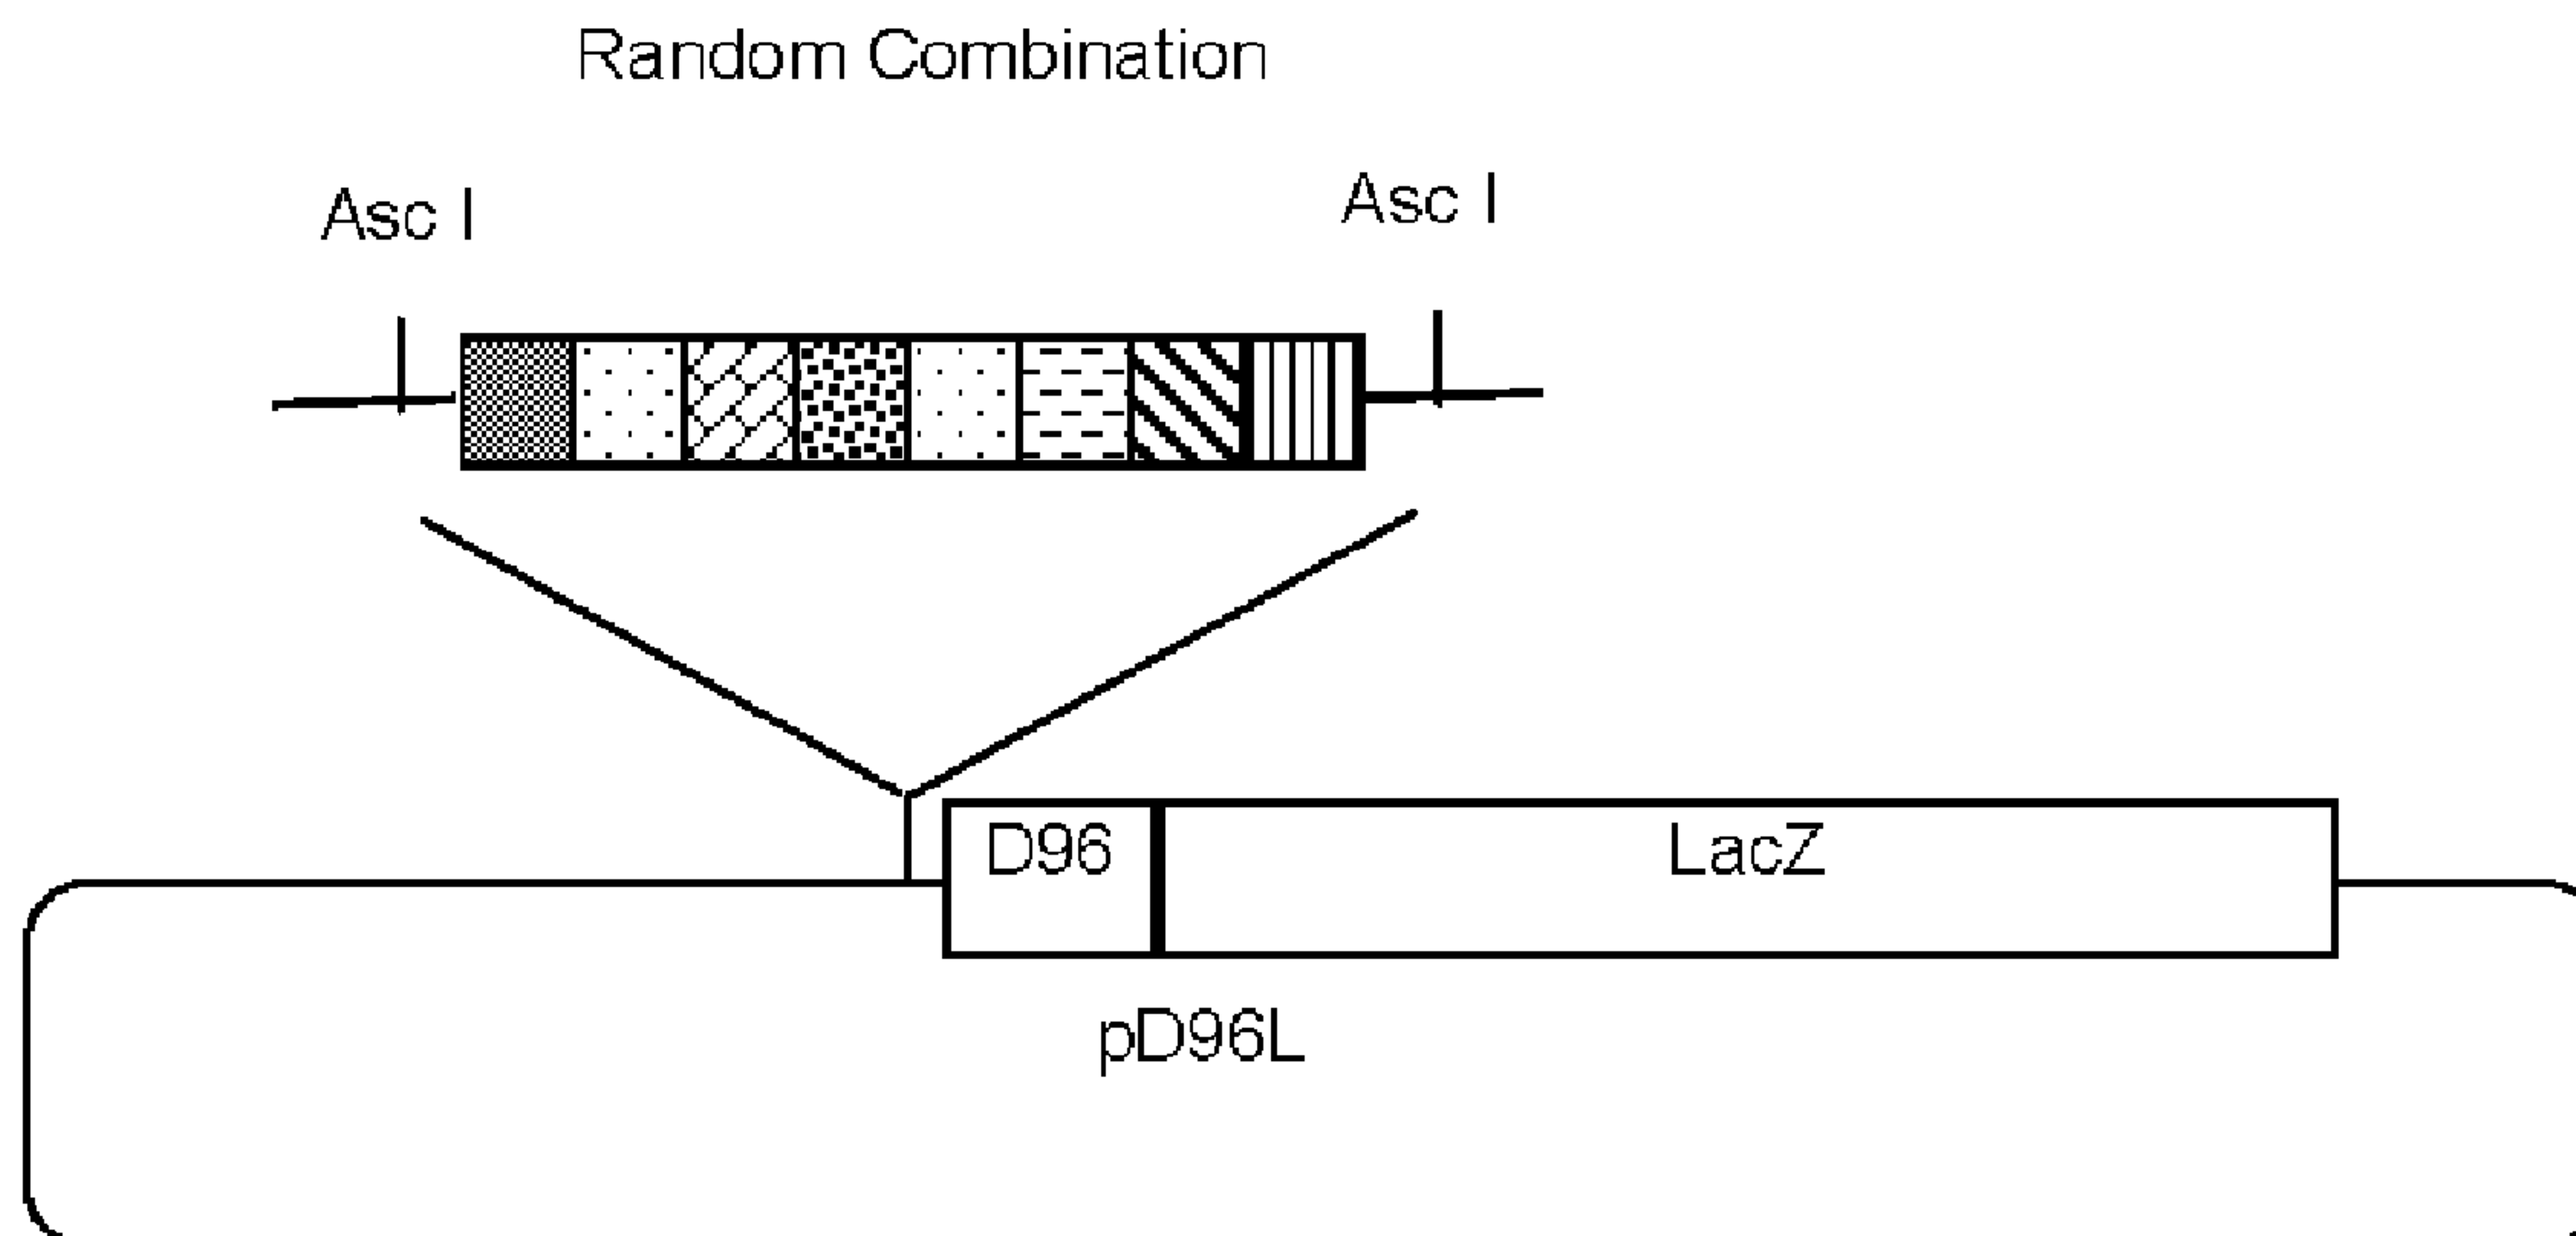 Random Combination
Asc I
Asc I
D96
LacZ
pD96L